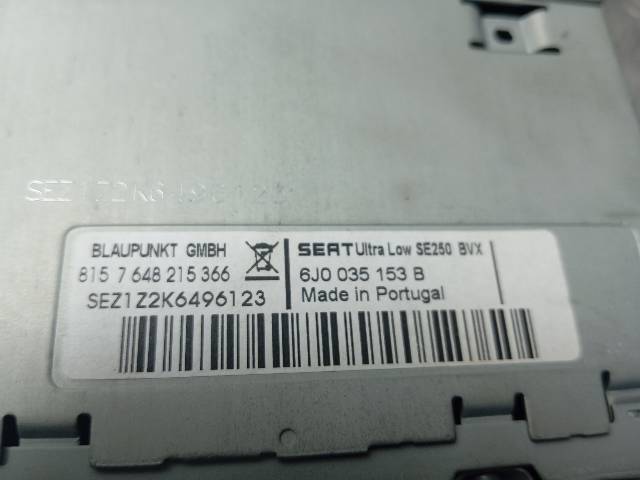 SEZ1Z2K6496123
BLAUPUNKT GMBH
815 7 648 215 366
SEZ1Z2K6496123
SEAT Ultra Low SE250 BVX
6J0 035 153 B
Made in Portugal